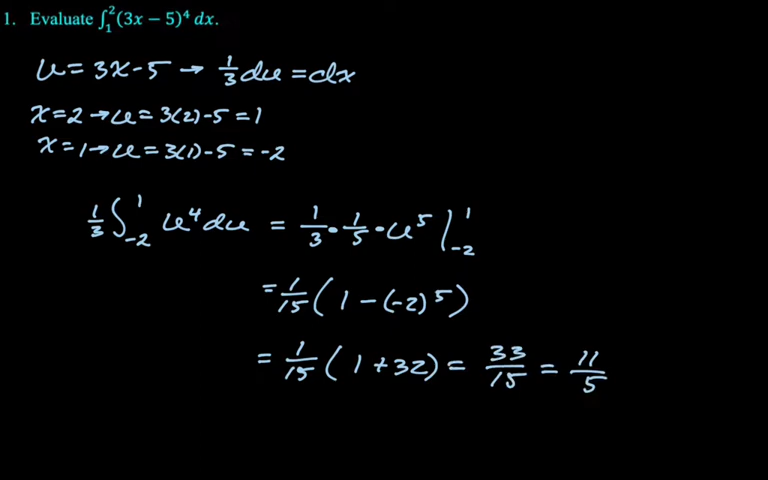 1. Evaluate ∫₁² (3x − 5)⁴ dx.
u = 3x-5 → 1/3 du = dx
x=2 → u = 3(2)-5 = 1
x=1 → u = 3(1)-5 = -2
1/3 ∫₋₂¹ u⁴ du = 1/3 · 1/5 · u⁵ |₋₂¹
= 1/15 ( 1 - (-2)⁵ )
= 1/15 ( 1 + 32 ) = 33/15 = 11/5